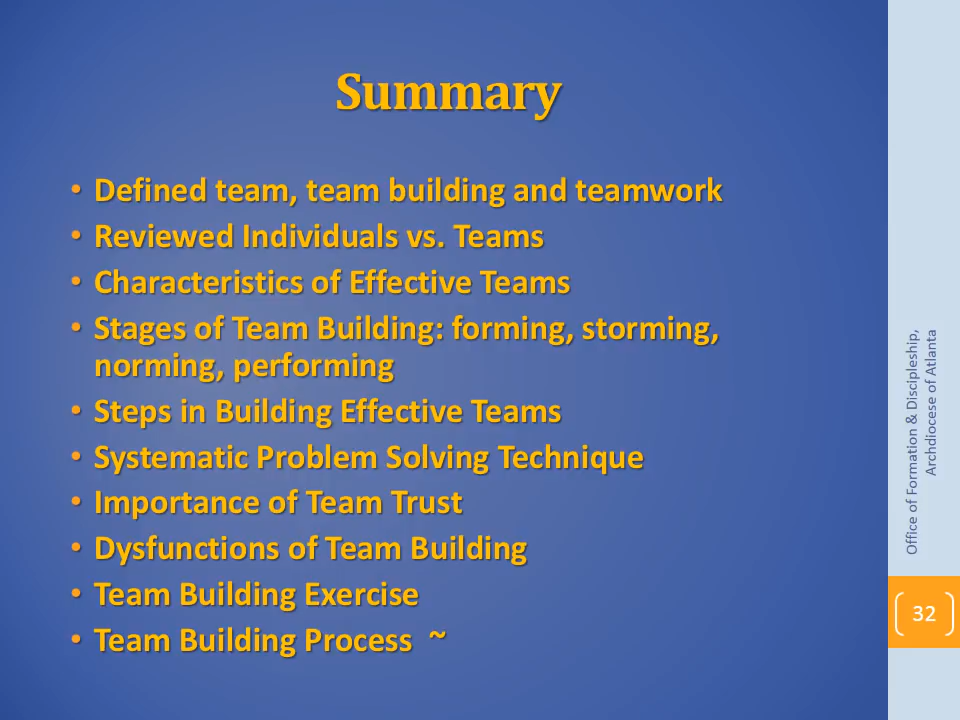 Summary
• Defined team, team building and teamwork
• Reviewed Individuals vs. Teams
• Characteristics of Effective Teams
• Stages of Team Building: forming, storming,
norming, performing
• Steps in Building Effective Teams
• Systematic Problem Solving Technique
• Importance of Team Trust
• Dysfunctions of Team Building
• Team Building Exercise
• Team Building Process ~
Office of Formation & Discipleship,
Archdiocese of Atlanta
32